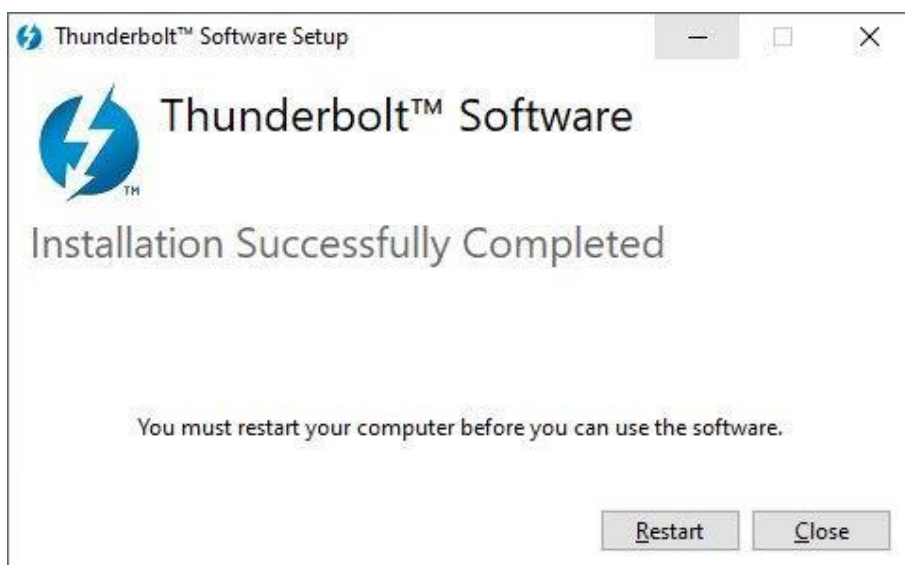 Thunderbolt™ Software Setup
Thunderbolt™ Software
TM
Installation Successfully Completed
You must restart your computer before you can use the software.
Restart Close